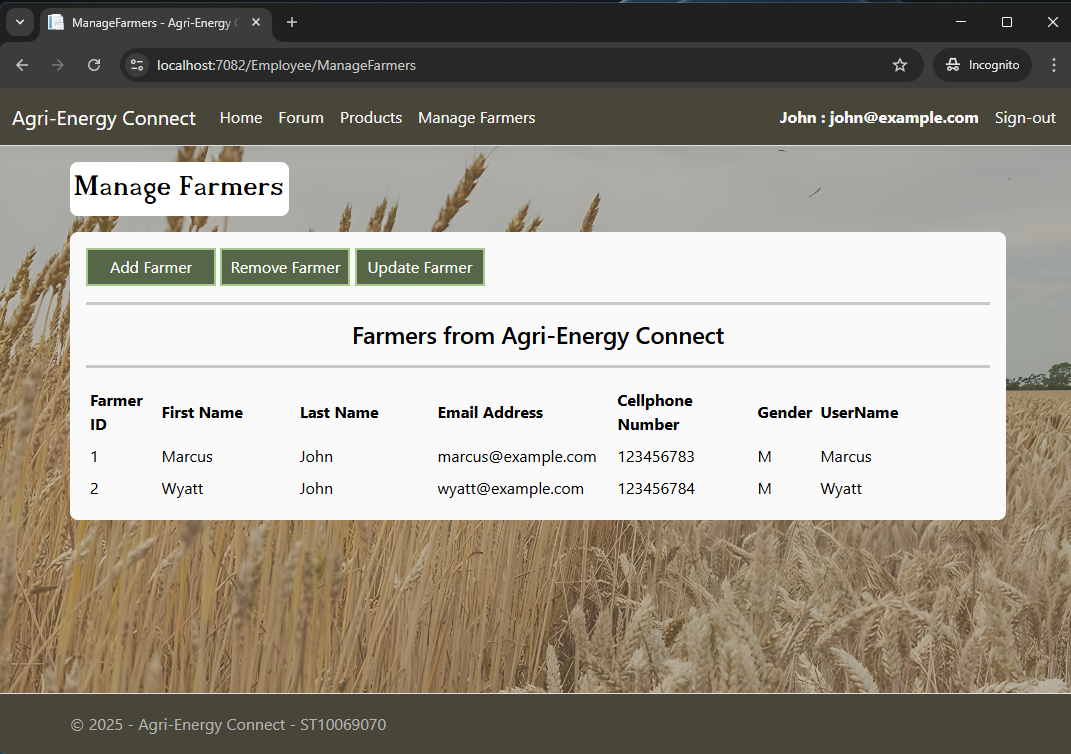 ManageFarmers - Agri-Energy C
localhost:7082/Employee/ManageFarmers
Incognito
Agri-Energy Connect Home Forum Products Manage Farmers John : john@example.com Sign-out
Manage Farmers
Add Farmer Remove Farmer Update Farmer
Farmers from Agri-Energy Connect
Farmer ID First Name Last Name Email Address Cellphone Number Gender UserName
1 Marcus John marcus@example.com 123456783 M Marcus
2 Wyatt John wyatt@example.com 123456784 M Wyatt
© 2025 - Agri-Energy Connect - ST10069070